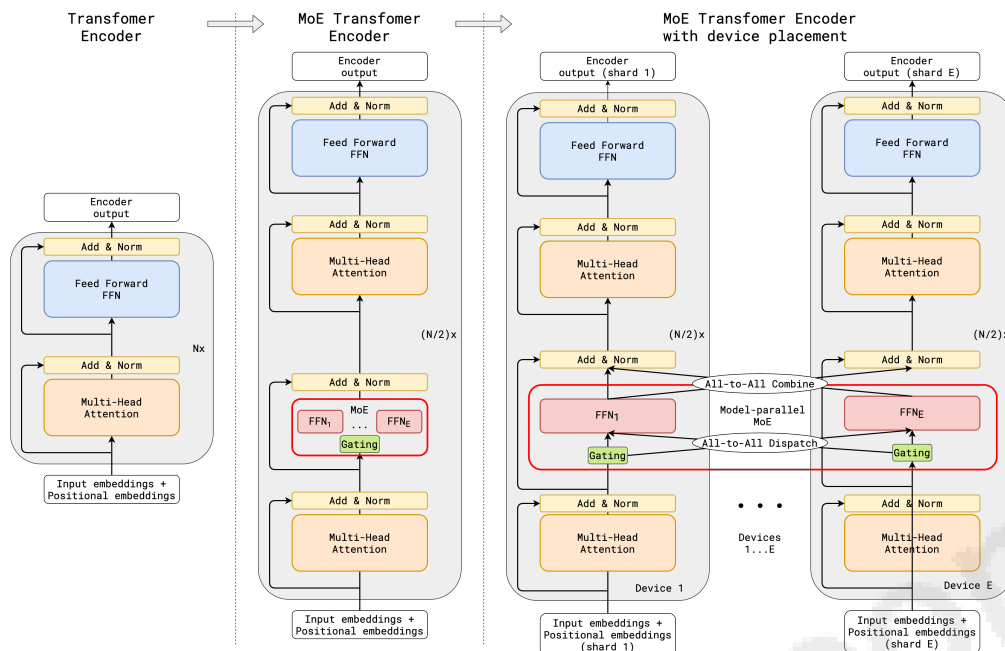 Transfomer
Encoder
Encoder
output
Add & Norm
Feed Forward
FFN
Nx
Add & Norm
Multi-Head
Attention
Input embeddings +
Positional embeddings
MoE Transfomer
Encoder
Encoder
output
Add & Norm
Feed Forward
FFN
Add & Norm
Multi-Head
Attention
(N/2)x
Add & Norm
MoE
FFN1 ... FFNE
Gating
Add & Norm
Multi-Head
Attention
Input embeddings +
Positional embeddings
MoE Transfomer Encoder
with device placement
Encoder
output (shard 1)
Add & Norm
Feed Forward
FFN
Add & Norm
Multi-Head
Attention
(N/2)x
Add & Norm
All-to-All Combine
FFN1
Model-parallel
MoE
All-to-All Dispatch
Gating
Add & Norm
Multi-Head
Attention
Device 1
Input embeddings +
Positional embeddings
(shard 1)
Devices
1...E
Encoder
output (shard E)
Add & Norm
Feed Forward
FFN
Add & Norm
Multi-Head
Attention
(N/2)x
Add & Norm
FFNE
Gating
Add & Norm
Multi-Head
Attention
Device E
Input embeddings +
Positional embeddings
(shard E)